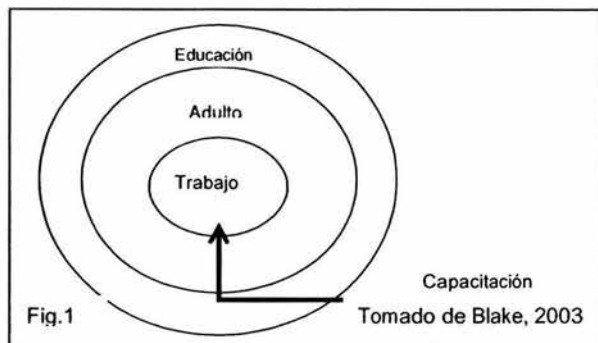 Educación
Adulto
Trabajo
Capacitación
Fig.1
Tomado de Blake, 2003